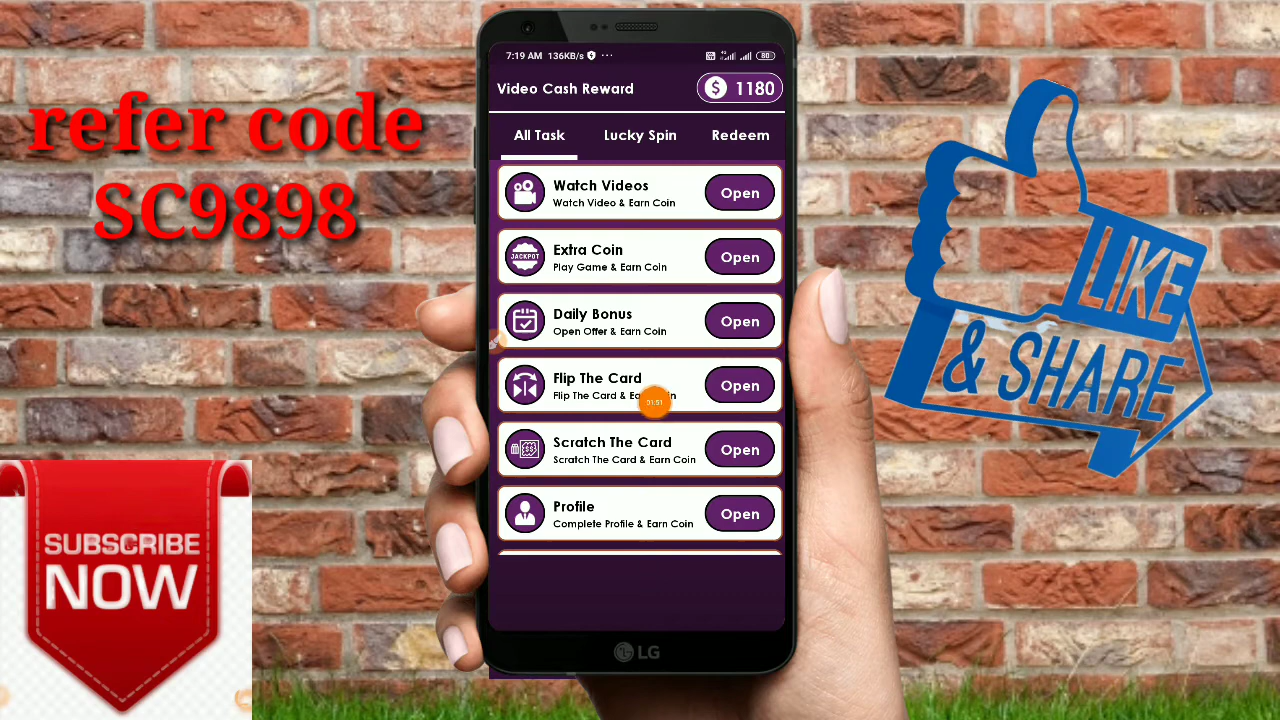 refer code
SC9898
SUBSCRIBE
NOW
7:19 AM 136KB/s
80
Video Cash Reward
$ 1180
All Task
Lucky Spin
Redeem
Watch Videos
Watch Video & Earn Coin
Open
JACKPOT
Extra Coin
Play Game & Earn Coin
Open
Daily Bonus
Open Offer & Earn Coin
Open
Flip The Card
Flip The Card &
01:51
Open
Scratch The Card
Scratch The Card & Earn Coin
Open
Profile
Complete Profile & Earn Coin
Open
LG
LIKE
& SHARE